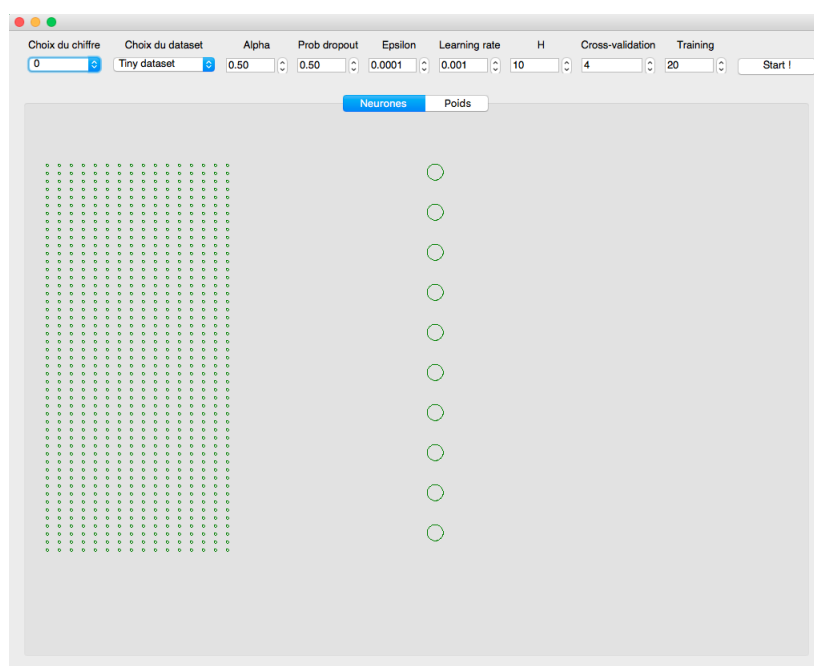 Choix du chiffre Choix du dataset Alpha Prob dropout Epsilon Learning rate H Cross-validation Training
0 Tiny dataset 0.50 0.50 0.0001 0.001 10 4 20 Start !
Neurones Poids